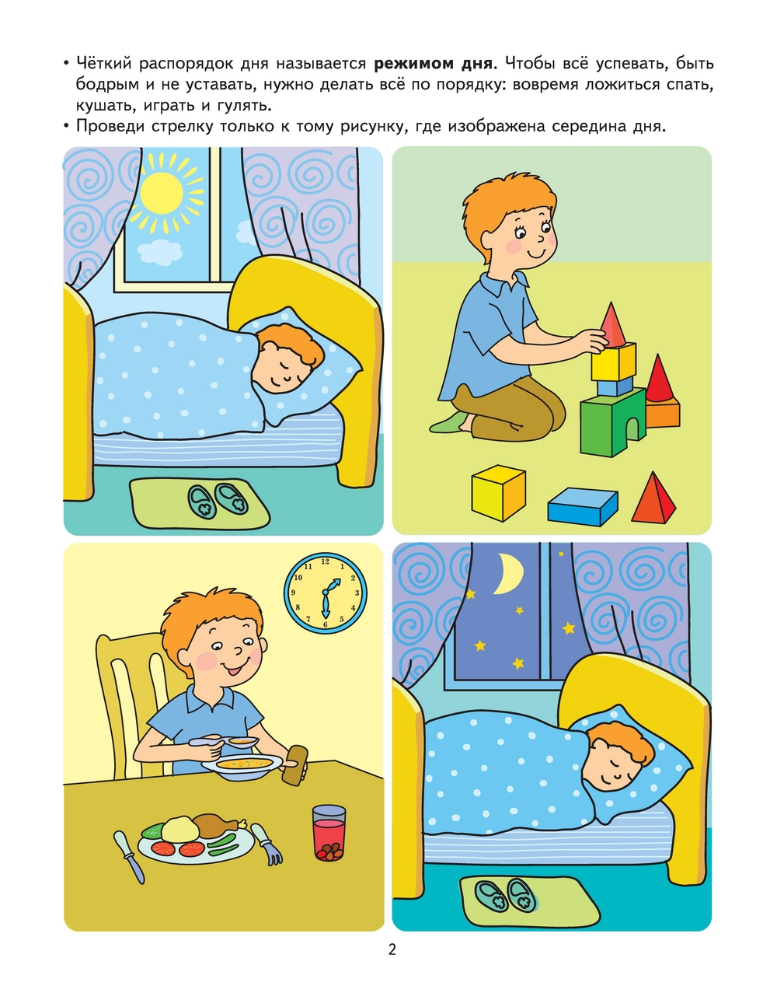 • Чёткий распорядок дня называется режимом дня. Чтобы всё успевать, быть
бодрым и не уставать, нужно делать всё по порядку: вовремя ложиться спать,
кушать, играть и гулять.
• Проведи стрелку только к тому рисунку, где изображена середина дня.
12
11 1
10 2
9 3
8 4
7 5
6
2